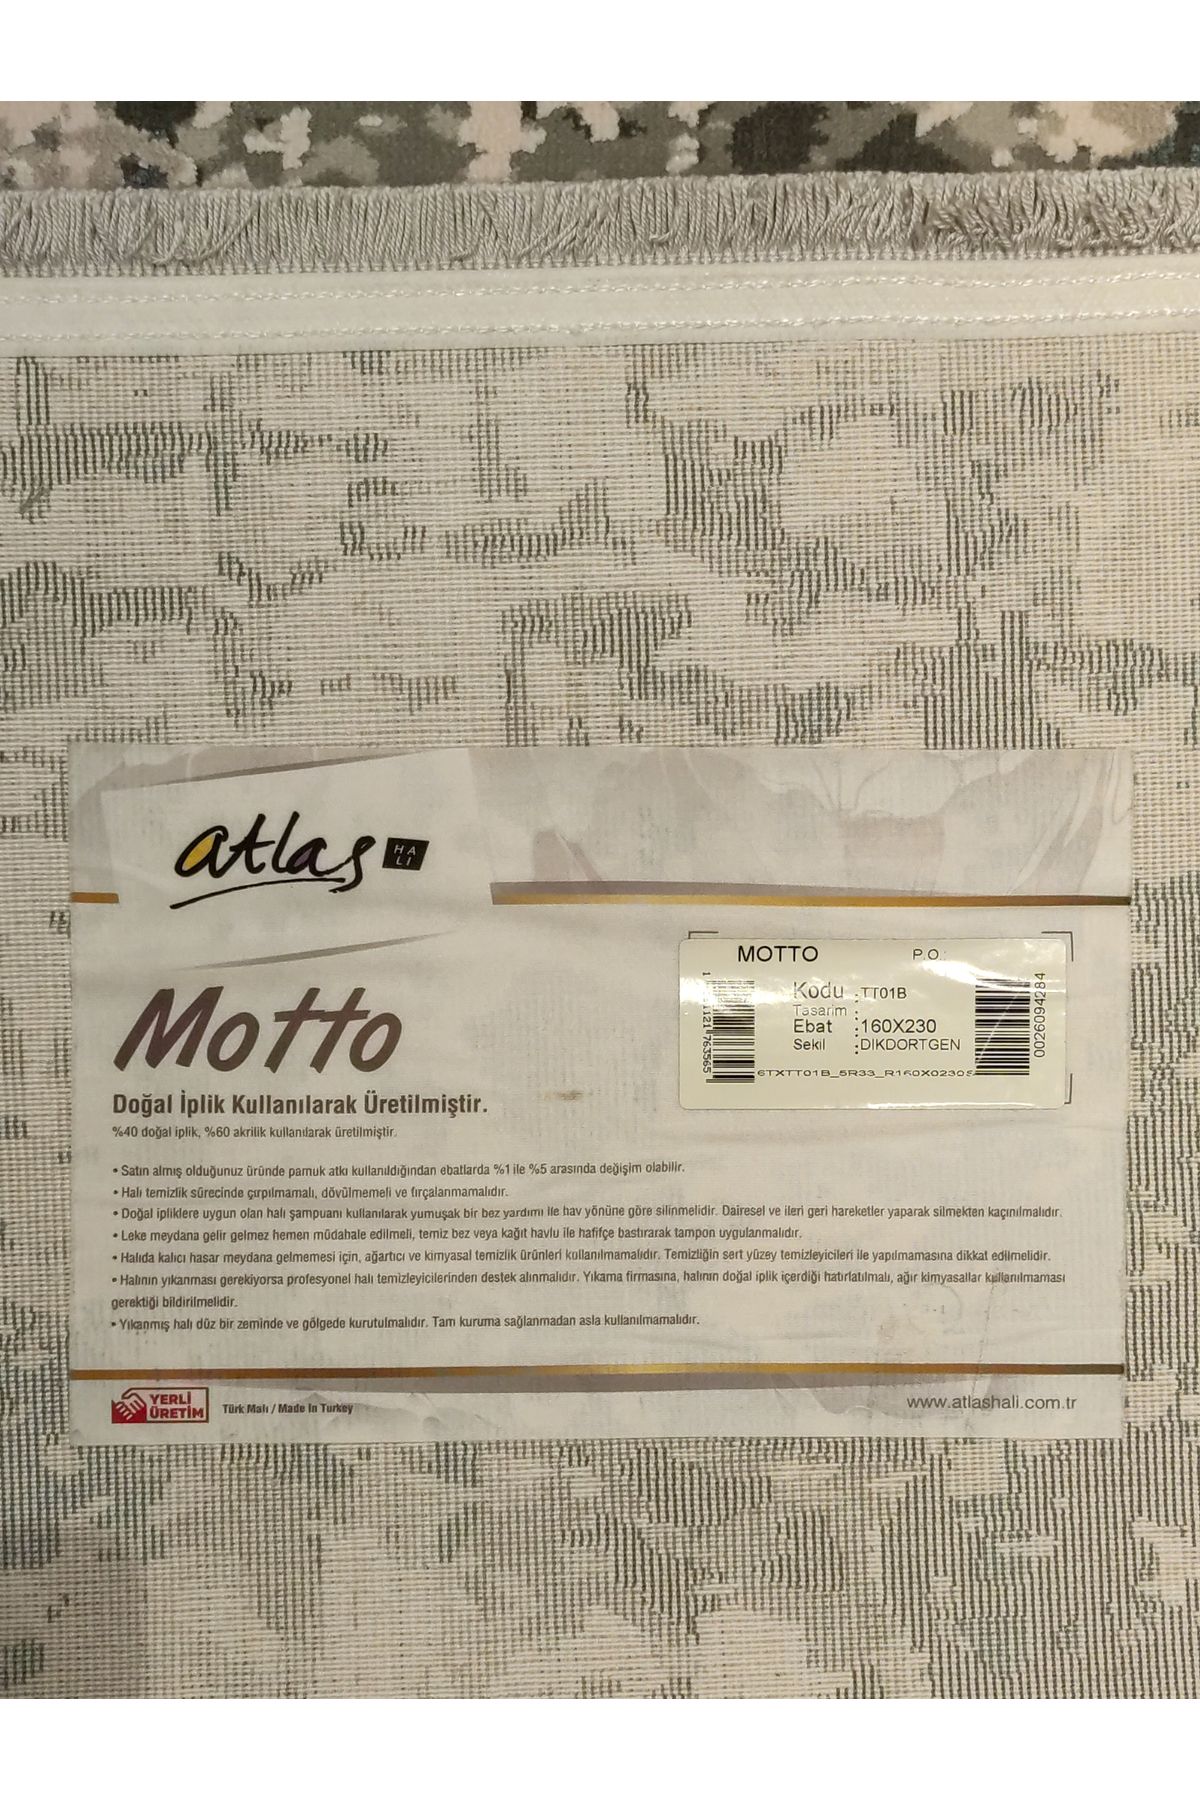 atlas HALI
MOTTO P.O.:
Kodu : TT01B
Tasarim :
Ebat : 160X230
Sekil : DIKDORTGEN
6TXTT01B_5R33_R160X0230S
0026094284
Motto
Doğal İplik Kullanılarak Üretilmiştir.
%40 doğal iplik, %60 akrilik kullanılarak üretilmiştir.
• Satın almış olduğunuz üründe pamuk atkı kullanıldığından ebatlarda %1 ile %5 arasında değişim olabilir.
• Halı temizlik sürecinde çırpılmamalı, dövülmemeli ve fırçalanmamalıdır.
• Doğal ipliklere uygun olan halı şampuanı kullanılarak yumuşak bir bez yardımı ile hav yönüne göre silinmelidir. Dairesel ve ileri geri hareketler yaparak silmekten kaçınılmalıdır.
• Leke meydana gelir gelmez hemen müdahale edilmeli, temiz bez veya kağıt havlu ile hafifçe bastırarak tampon uygulanmalıdır.
• Halıda kalıcı hasar meydana gelmemesi için, ağartıcı ve kimyasal temizlik ürünleri kullanılmamalıdır. Temizliğin sert yüzey temizleyicileri ile yapılmamasına dikkat edilmelidir.
• Halının yıkanması gerekiyorsa profesyonel halı temizleyicilerinden destek alınmalıdır. Yıkama firmasına, halının doğal iplik içerdiği hatırlatılmalı, ağır kimyasallar kullanılmaması
gerektiği bildirilmelidir.
• Yıkanmış halı düz bir zeminde ve gölgede kurutulmalıdır. Tam kuruma sağlanmadan asla kullanılmamalıdır.
YERLİ
ÜRETİM
Türk Malı / Made In Turkey
www.atlashali.com.tr